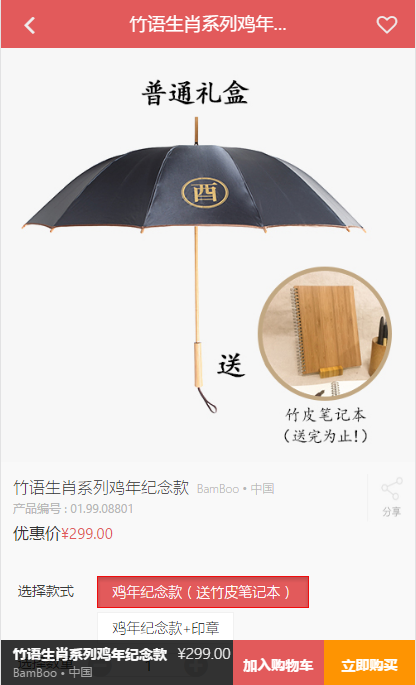 竹语生肖系列鸡年...
普通礼盒
酉
送
竹皮笔记本
（送完为止！）
竹语生肖系列鸡年纪念款 BamBoo • 中国
产品编号 : 01.99.08801
分享
优惠价¥299.00
选择款式
鸡年纪念款（送竹皮笔记本）
鸡年纪念款+印章
竹语生肖系列鸡年纪念款 ¥299.00
BamBoo • 中国
加入购物车
立即购买